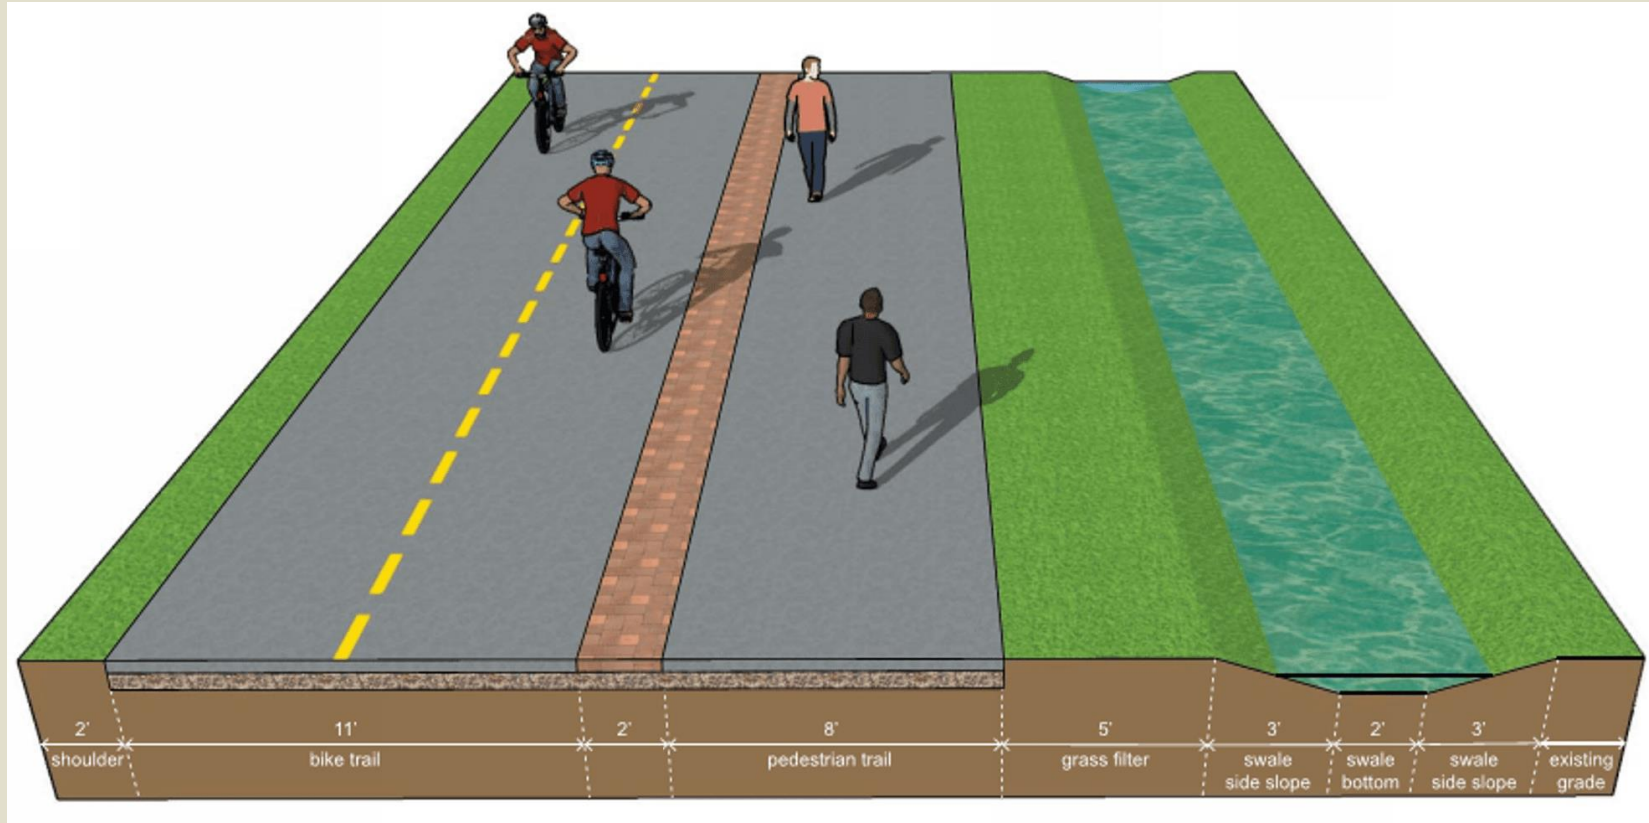 2' 11' 2' 8' 5' 3' 2' 3'
shoulder bike trail pedestrian trail grass filter swale swale swale existing
side slope bottom side slope grade